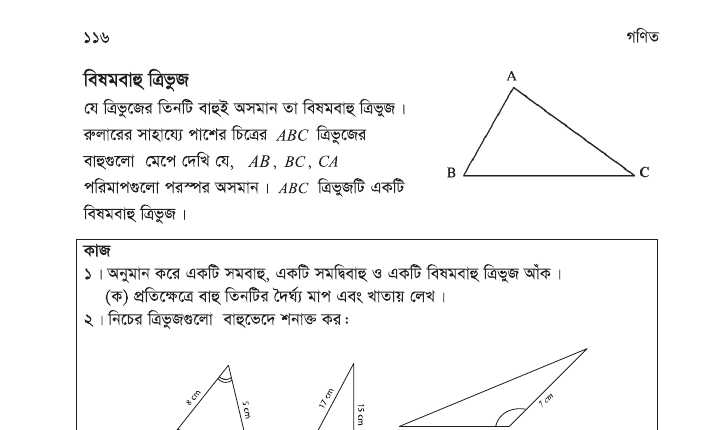 ১১৬ গণিত
বিষমবাহু ত্রিভুজ
যে ত্রিভুজের তিনটি বাহুই অসমান তা বিষমবাহু ত্রিভুজ ।
রুলারের সাহায্যে পাশের চিত্রের ABC ত্রিভুজের
বাহুগুলো মেপে দেখি যে, AB , BC , CA
পরিমাপগুলো পরস্পর অসমান । ABC ত্রিভুজটি একটি
বিষমবাহু ত্রিভুজ ।
A
B
C
কাজ
১ । অনুমান করে একটি সমবাহু, একটি সমদ্বিবাহু ও একটি বিষমবাহু ত্রিভুজ আঁক ।
(ক) প্রতিক্ষেত্রে বাহু তিনটির দৈর্ঘ্য মাপ এবং খাতায় লেখ ।
২ । নিচের ত্রিভুজগুলো বাহুভেদে শনাক্ত কর :
8 cm
5 cm
17 cm
15 cm
7 cm